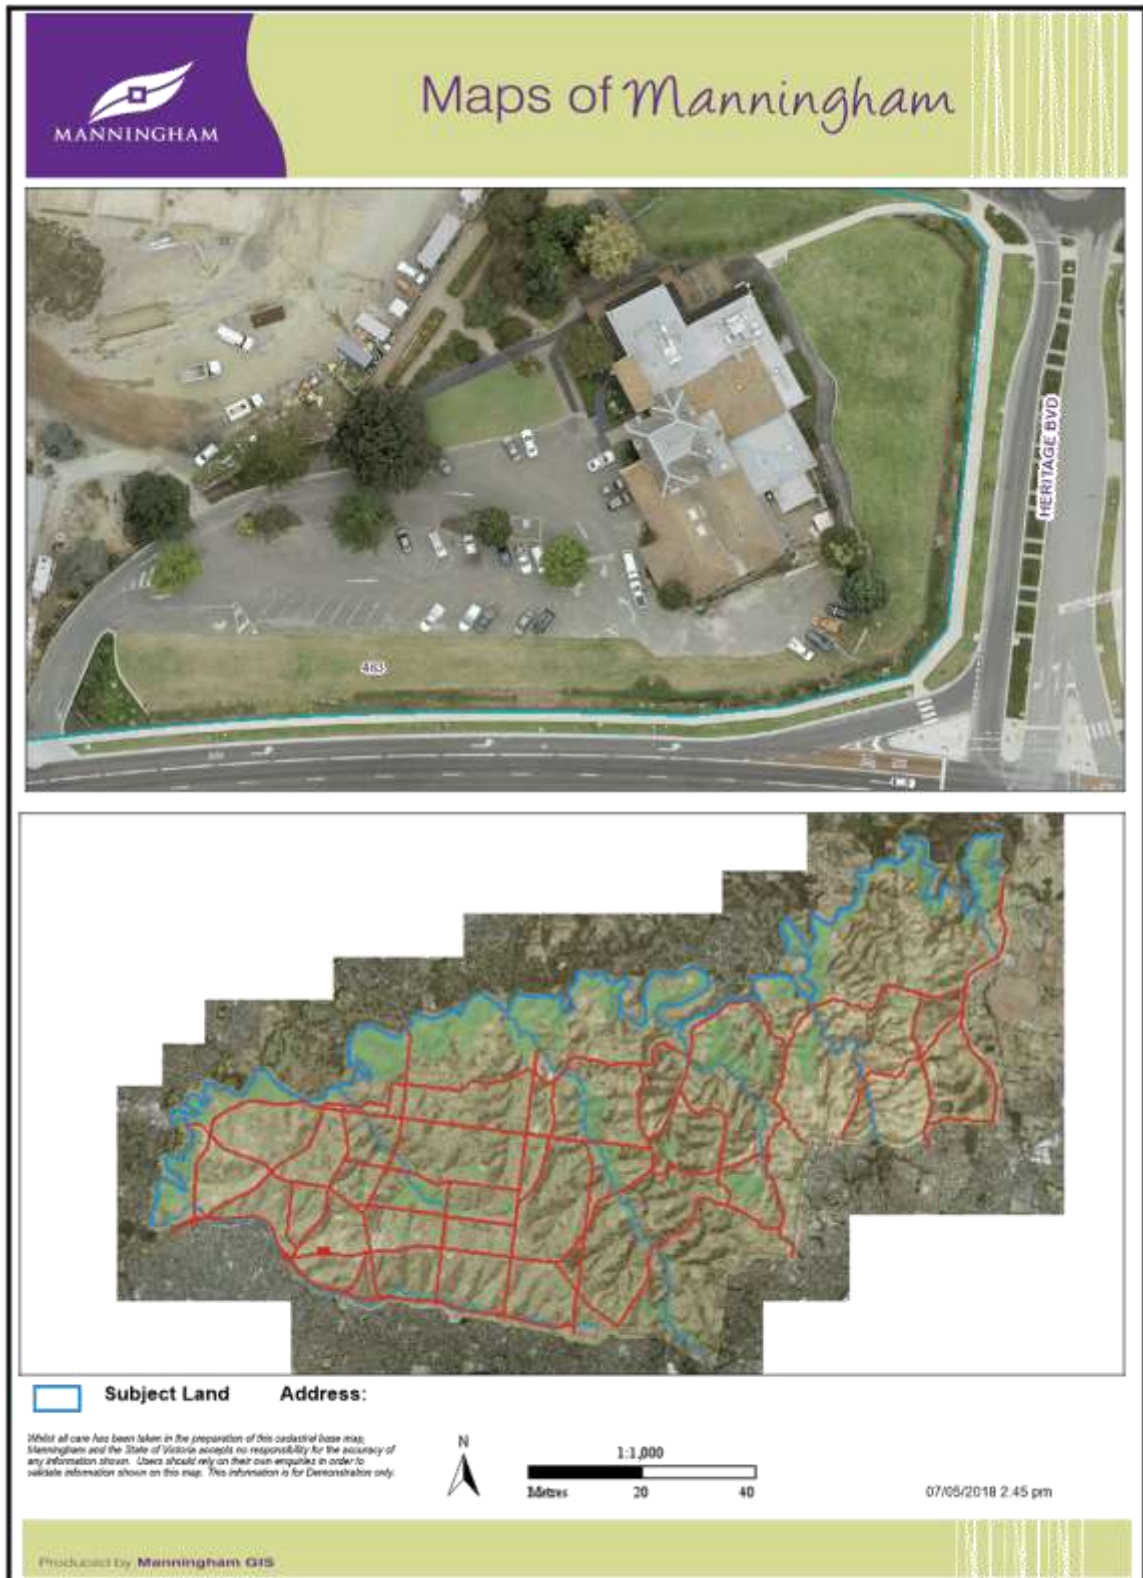 MANNINGHAM
Maps of Manningham
HERITAGE BVD
463
Subject Land Address:
Whilst all care has been taken in the preparation of this cadastral base map,
Manningham and the State of Victoria accepts no responsibility for the accuracy of
any information shown. Users should rely on their own enquiries in order to
validate information shown on this map. This information is for Demonstration only.
N
1:1,000
Metres 20 40
07/05/2018 2:45 pm
Produced by Manningham GIS